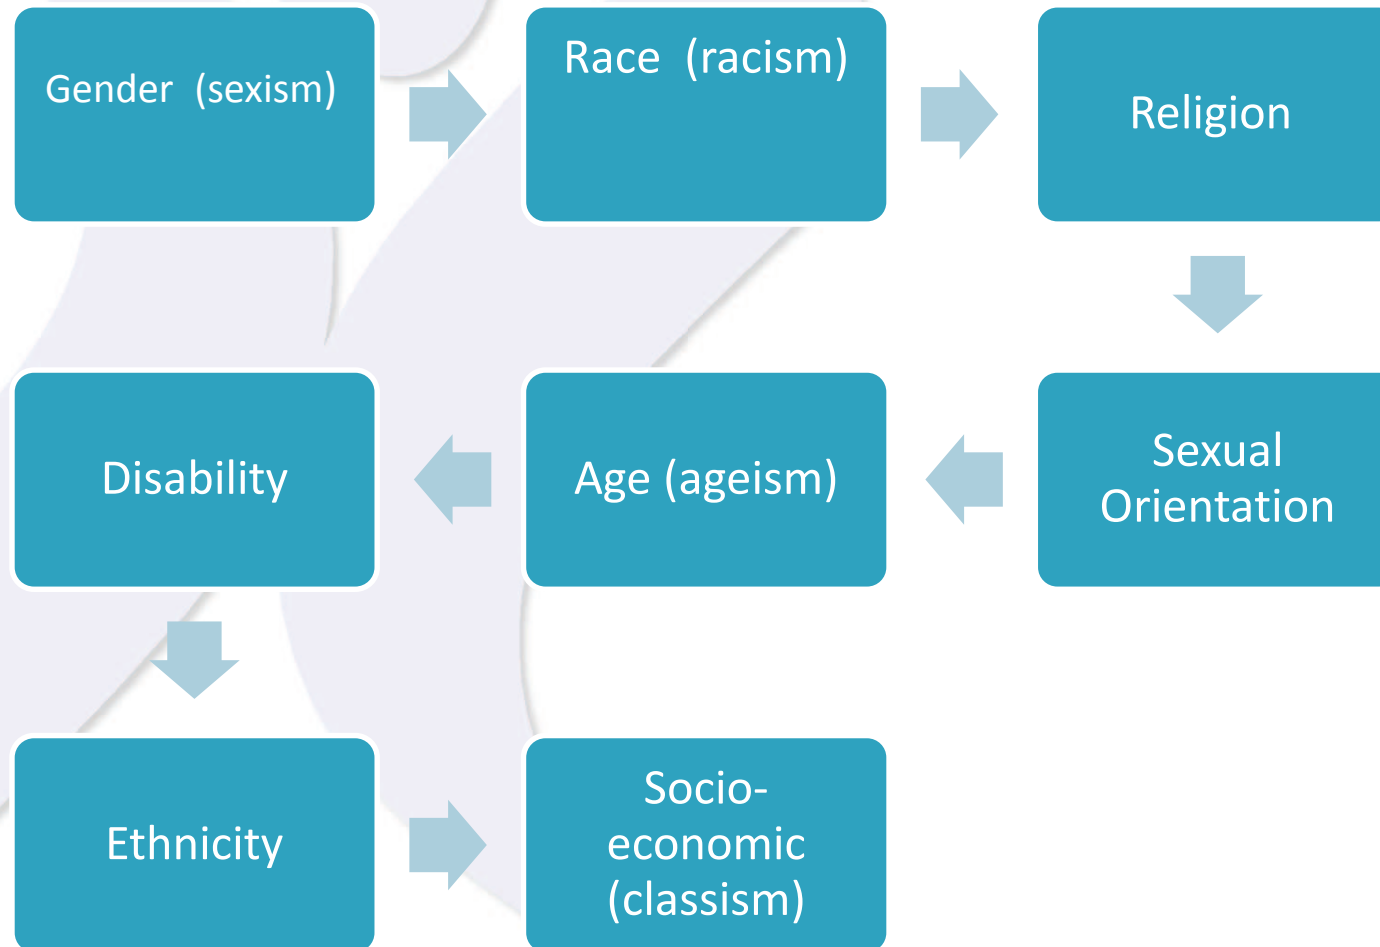 Gender (sexism)
Race (racism)
Religion
Sexual
Orientation
Age (ageism)
Disability
Ethnicity
Socio-
economic
(classism)